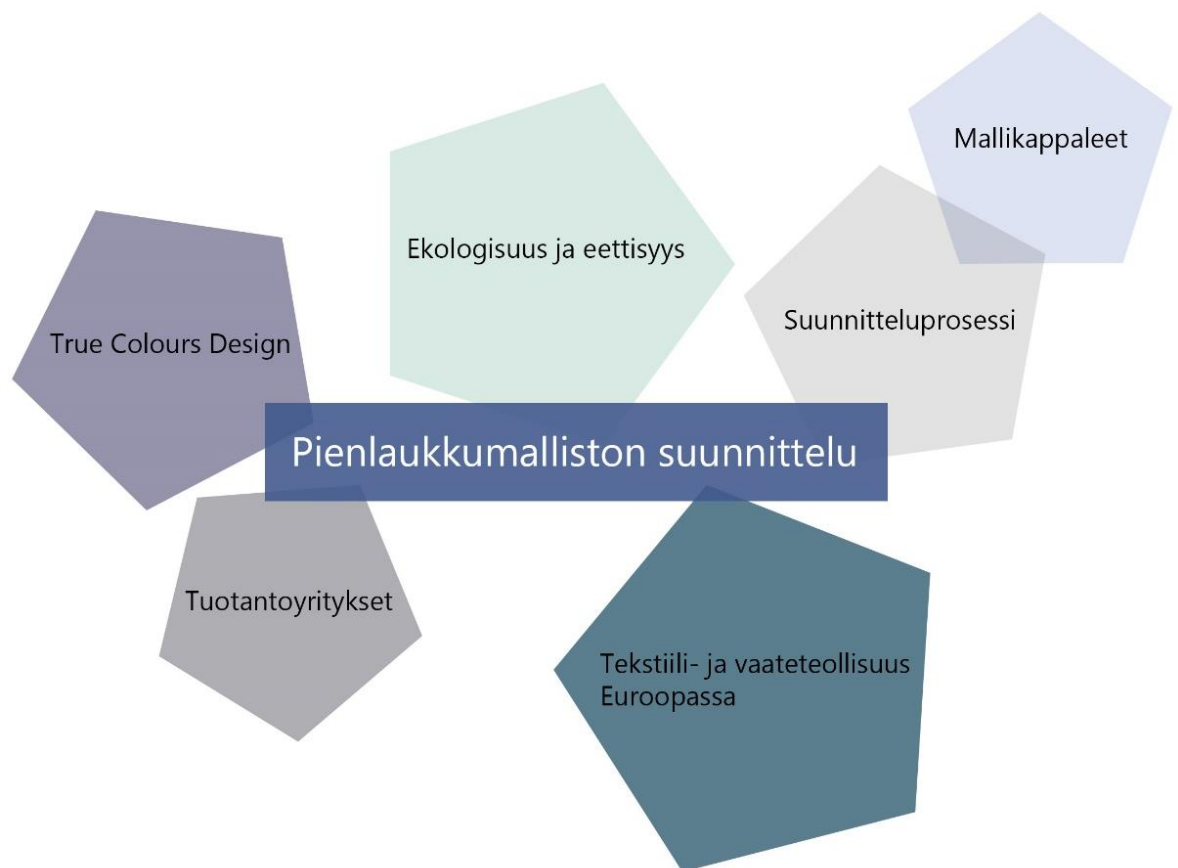 Mallikappaleet
Ekologisuus ja eettisyys
Suunnitteluprosessi
True Colours Design
Pienlaukkumalliston suunnittelu
Tuotantoyritykset
Tekstiili- ja vaateteollisuus
Euroopassa